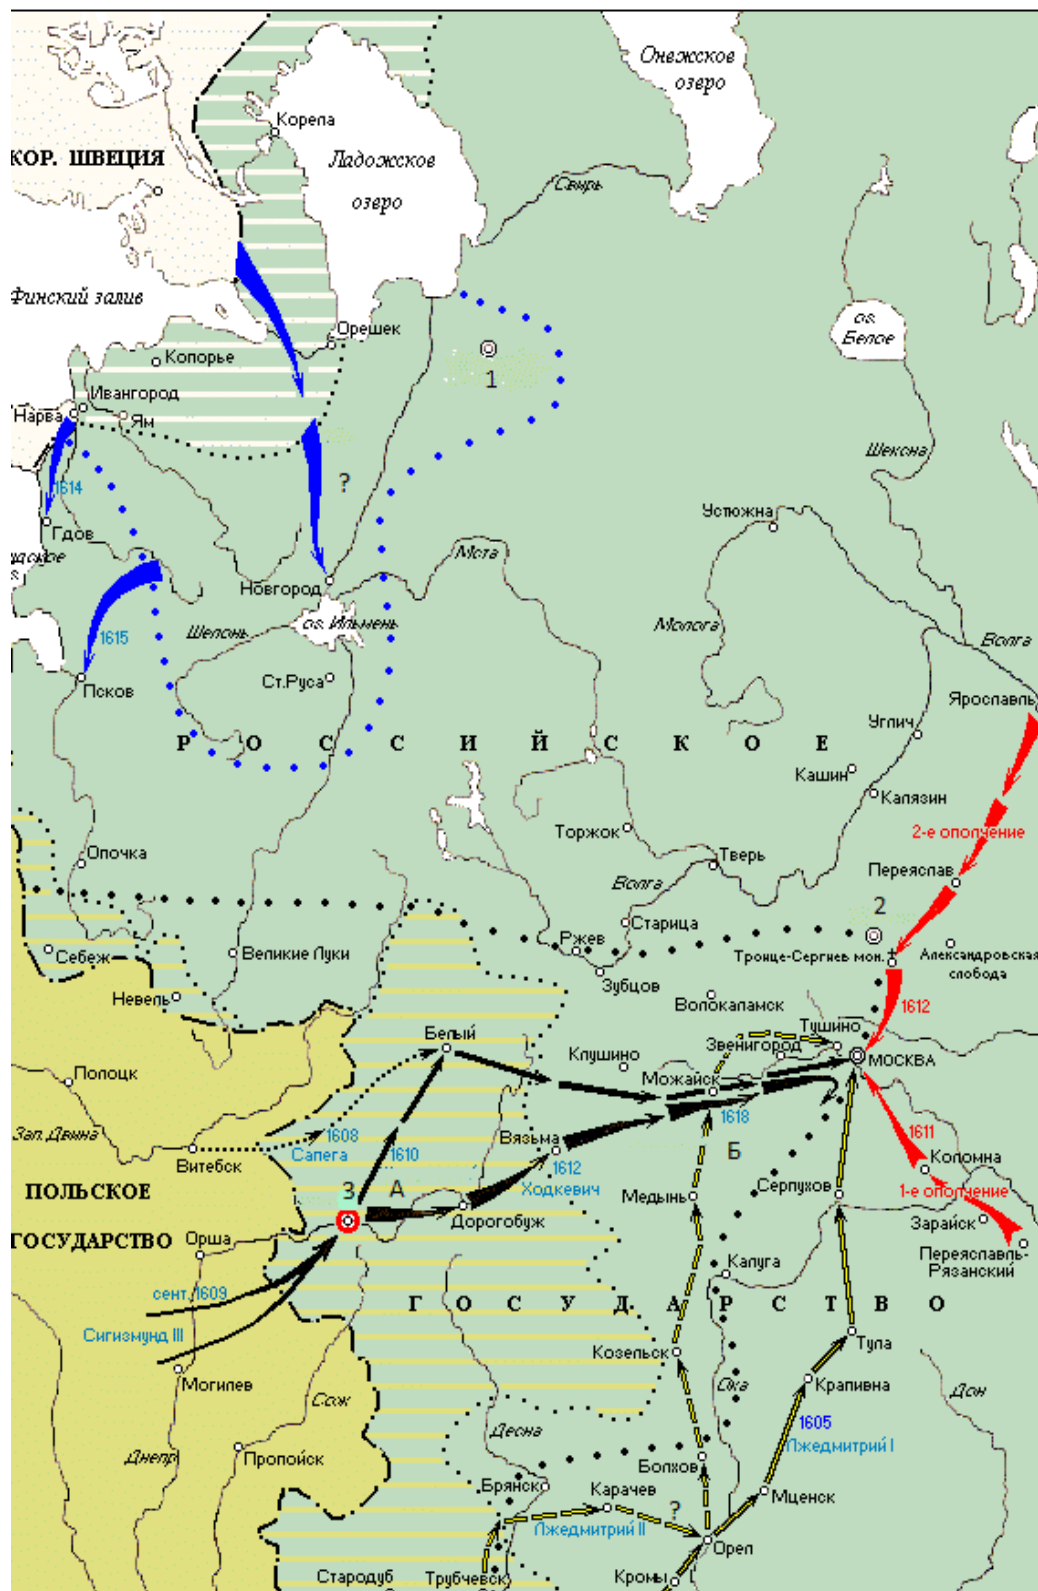 Онежское
озеро
Корела
Ладожское
озеро
КОР. ШВЕЦИЯ
Свирь
Финский залив
оз.
Белое
Орешек
Копорье
1
Ивангород
Нарва
Ям
Шексна
1614
?
Гдов
Устюжна
Мста
Новгород
оз. Ильмень
Шелонь
Молога
Волга
1615
Псков
Ст.Руса
Ярославль
Углич
Р О С С И Й С К О Е
Кашин
Калязин
Торжок
2-е ополчение
Опочка
Тверь
Переяслав
Волга
2
Старица
Себеж
Великие Луки
Ржев
Троице-Сергиев мон.
Александровская
слобода
Зубцов
Невель
Волокаламск
1612
Белый
Тушино
Клушино
Звенигород
МОСКВА
Полоцк
Можайск
Зап.Двина
1608
Сапега
Вязьма
1618
1611
Витебск
1610
1612
Б
Коломна
ПОЛЬСКОЕ
3
А
Ходкевич
Медынь
Серпухов
1-е ополчение
Дорогобуж
Зарайск
ГОСУДАРСТВО
Орша
Переяславль-
Рязанский
Калуга
сент. 1609
Г О С У Д А Р С Т В О
Сигизмунд III
Тула
Козельск
Могилев
Крапивна
Ока
Дон
Сож
Десна
1605
Лжедмитрий I
Днепр
Пропойск
Болхов
Брянск
Карачев
Мценск
Лжедмитрий II
?
Орел
Стародуб
Трубчевск
Кромы